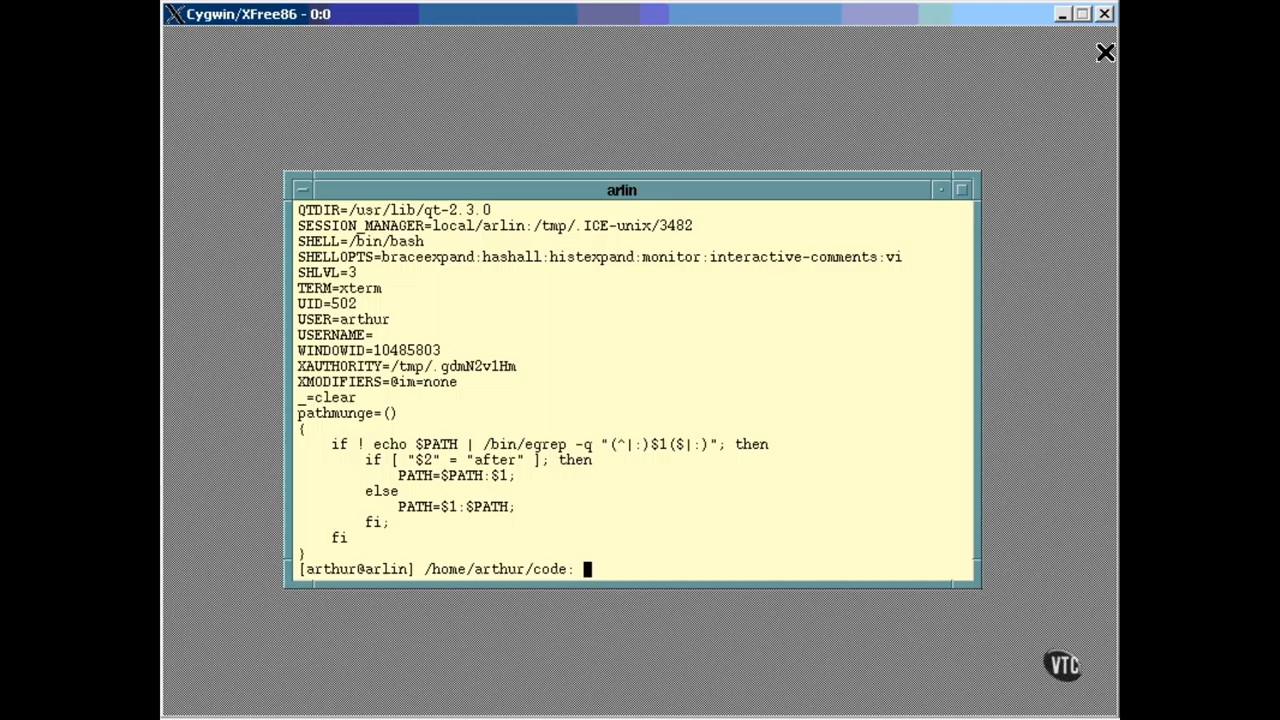 Cygwin/XFree86 - 0:0
arlin
QTDIR=/usr/lib/qt-2.3.0
SESSION_MANAGER=local/arlin:/tmp/.ICE-unix/3482
SHELL=/bin/bash
SHELLOPTS=braceexpand:hashall:histexpand:monitor:interactive-comments:vi
SHLVL=3
TERM=xterm
UID=502
USER=arthur
USERNAME=
WINDOWID=10485803
XAUTHORITY=/tmp/.gdmN2v1Hm
XMODIFIERS=@im=none
_=clear
pathmunge=()
{
    if ! echo $PATH | /bin/egrep -q "(^|:)$1($|:)"; then
        if [ "$2" = "after" ]; then
            PATH=$PATH:$1;
        else
            PATH=$1:$PATH;
        fi;
    fi
}
[arthur@arlin] /home/arthur/code:
VTC